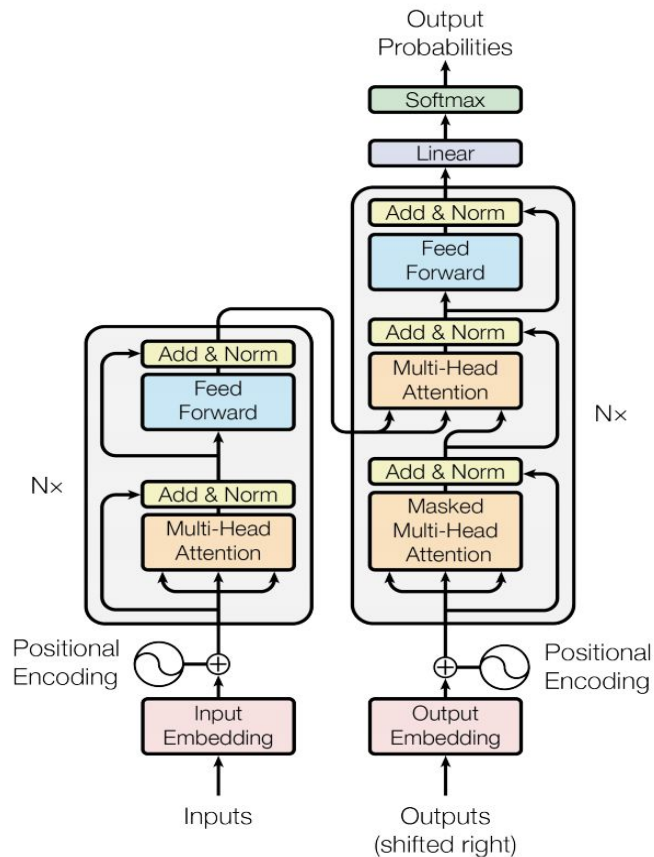 Output
Probabilities
Softmax
Linear
Add & Norm
Feed
Forward
Add & Norm
Multi-Head
Attention
Add & Norm
Masked
Multi-Head
Attention
N×
Add & Norm
Feed
Forward
N×
Add & Norm
Multi-Head
Attention
Positional
Encoding
Positional
Encoding
Input
Embedding
Output
Embedding
Inputs
Outputs
(shifted right)